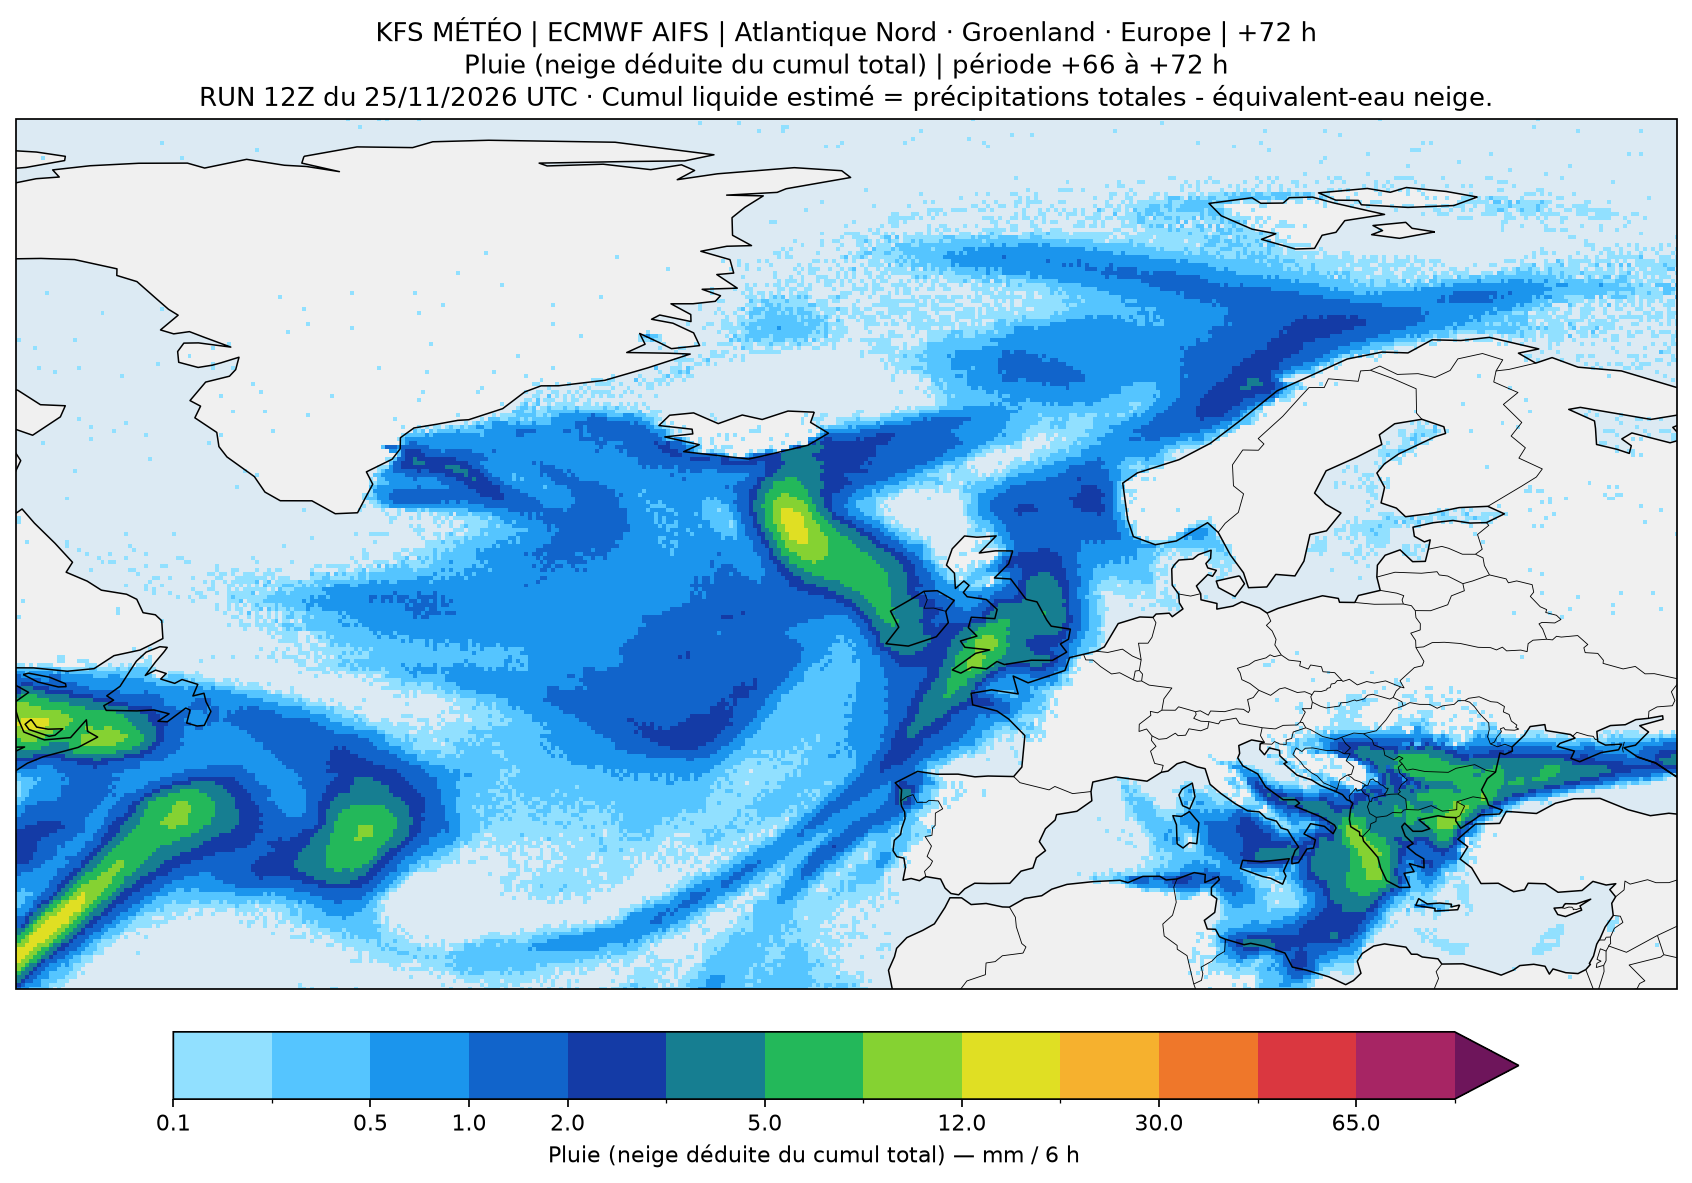 KFS MÉTÉO | ECMWF AIFS | Atlantique Nord · Groenland · Europe | +72 h
Pluie (neige déduite du cumul total) | période +66 à +72 h
RUN 12Z du 25/11/2026 UTC · Cumul liquide estimé = précipitations totales - équivalent-eau neige.
0.1 0.5 1.0 2.0 5.0 12.0 30.0 65.0
Pluie (neige déduite du cumul total) — mm / 6 h